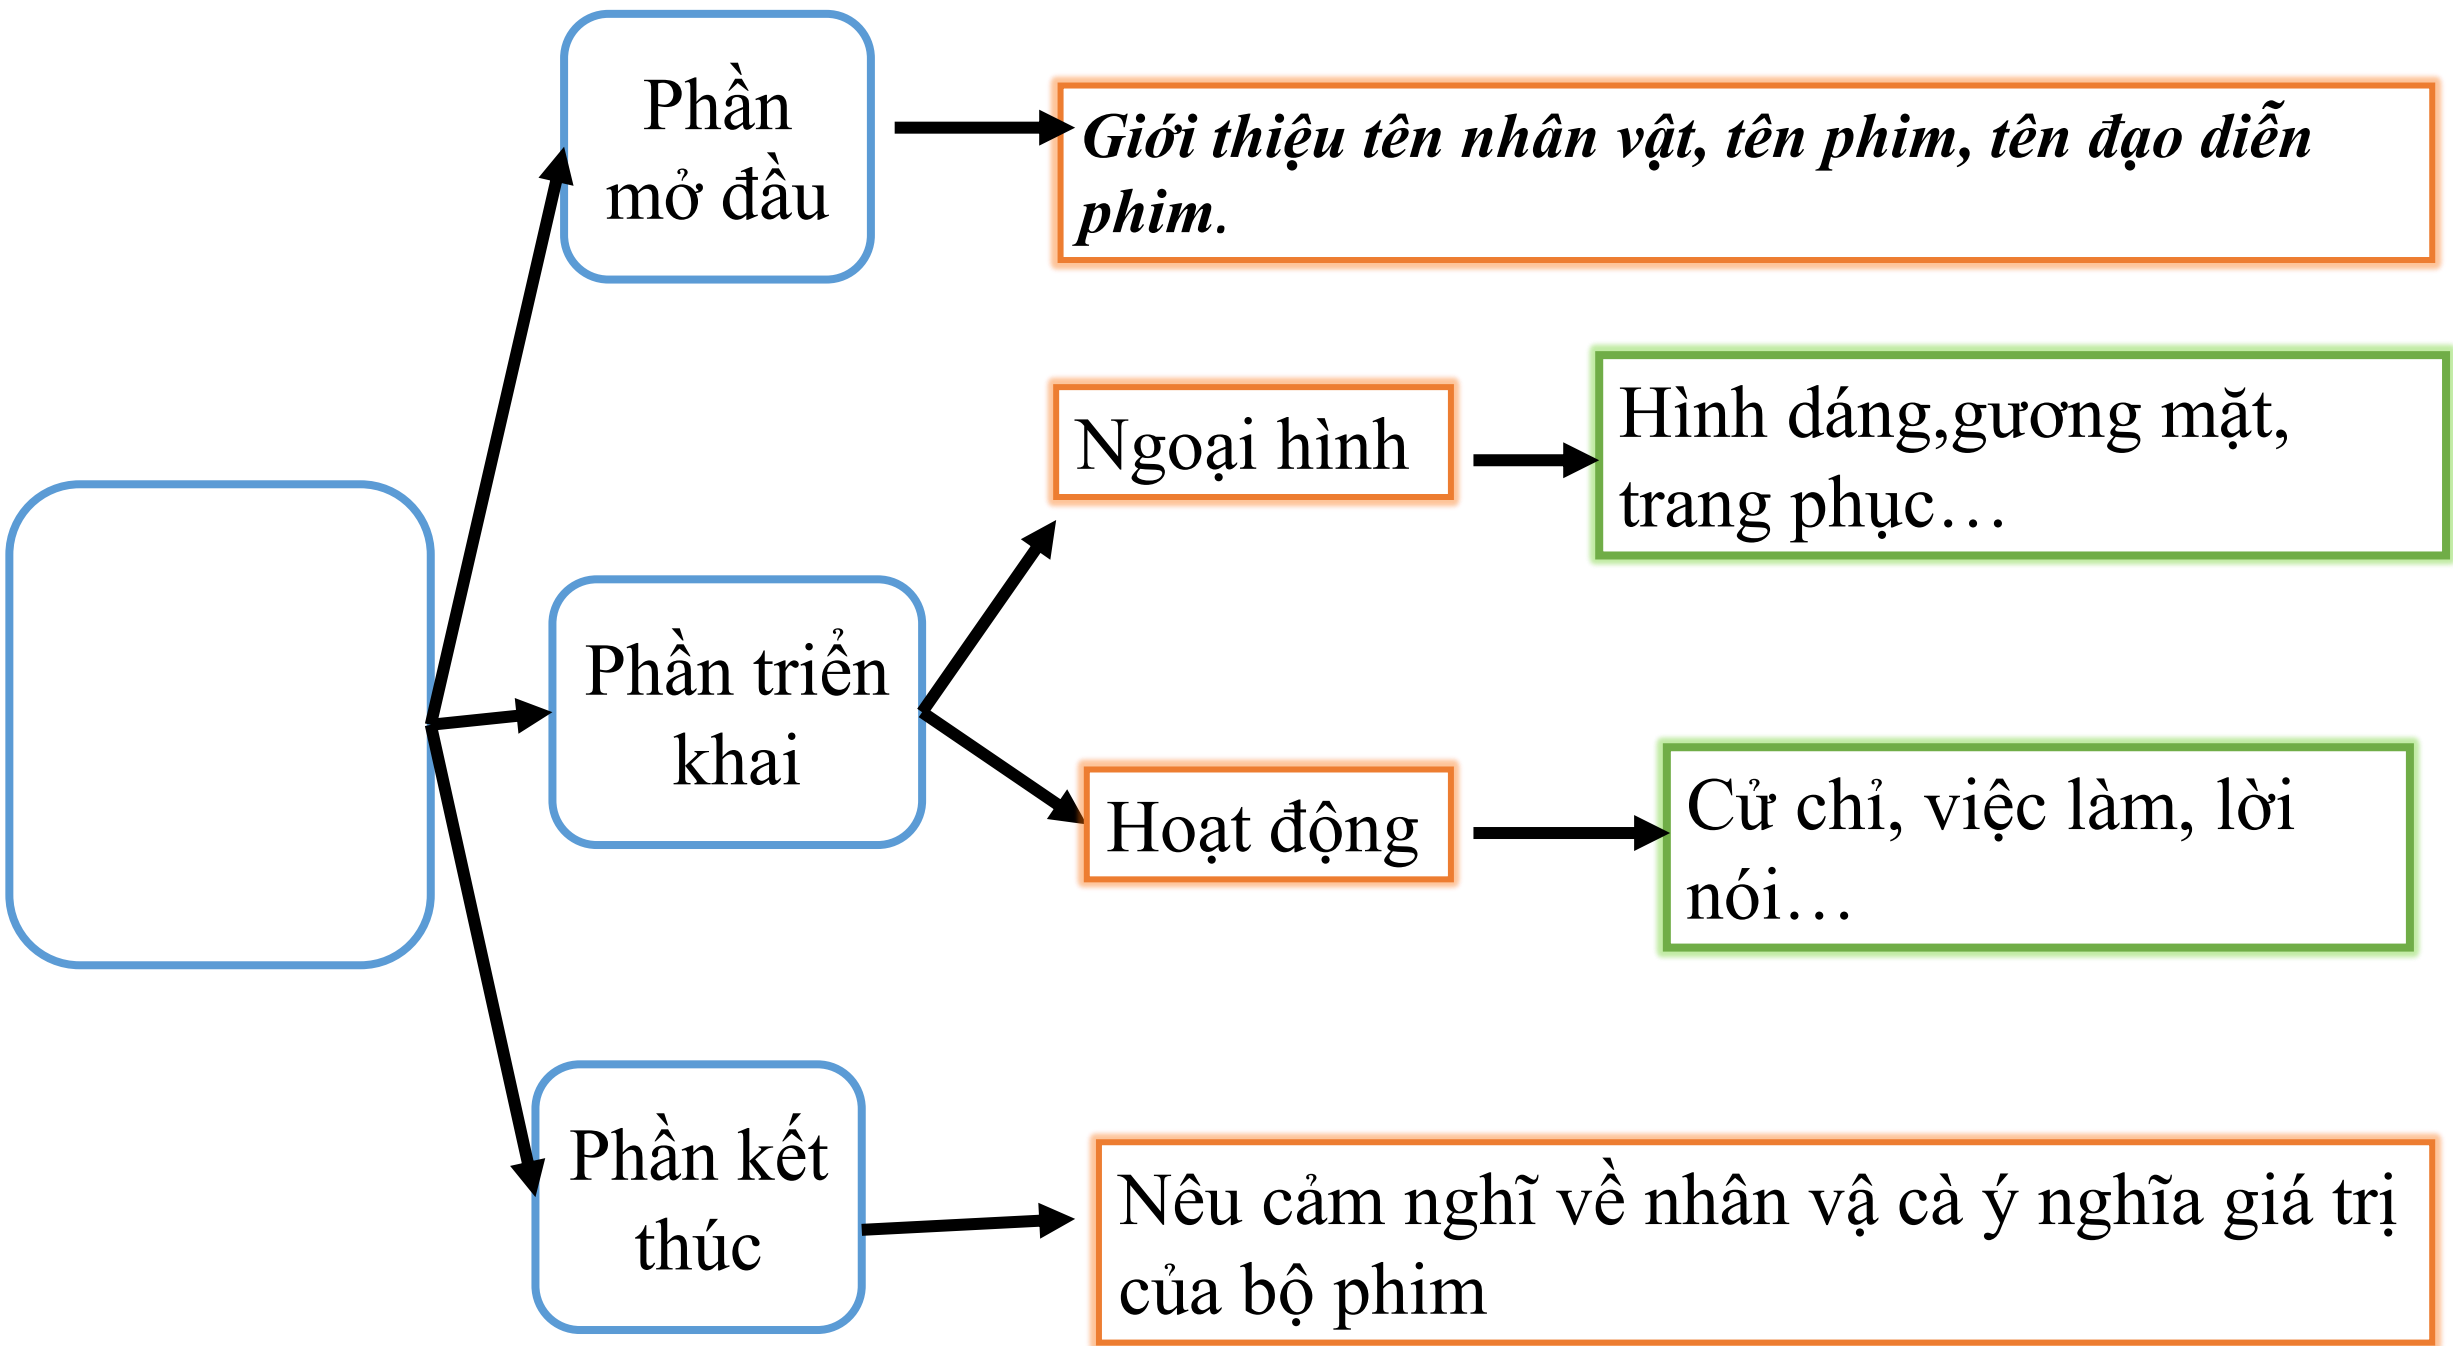 Phần
mở đầu
Giới thiệu tên nhân vật, tên phim, tên đạo diễn
phim.
Ngoại hình
Hình dáng,gương mặt,
trang phục…
Phần triển
khai
Hoạt động
Cử chỉ, việc làm, lời
nói…
Phần kết
thúc
Nêu cảm nghĩ về nhân vậ cà ý nghĩa giá trị
của bộ phim